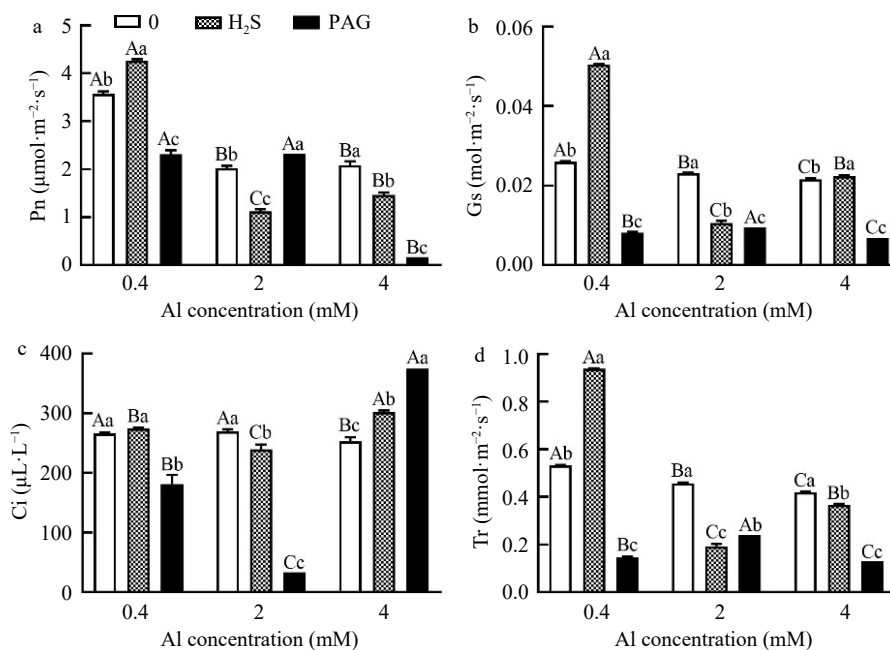 a
0
H₂S
PAG
Pn (μmol·m⁻²·s⁻¹)
5
4
3
2
1
0
Ab
Aa
Ac
Bb
Cc
Aa
Ba
Bb
Bc
0.4
2
4
Al concentration (mM)
b
Gs (mol·m⁻²·s⁻¹)
0.06
0.04
0.02
0.00
Ab
Aa
Bc
Ba
Cb
Ac
Cb
Ba
Cc
0.4
2
4
Al concentration (mM)
c
Ci (μL·L⁻¹)
400
300
200
100
0
Aa
Ba
Bb
Aa
Cb
Cc
Bc
Ab
Aa
0.4
2
4
Al concentration (mM)
d
Tr (mmol·m⁻²·s⁻¹)
1.0
0.8
0.6
0.4
0.2
0.0
Ab
Aa
Bc
Ba
Cc
Ab
Ca
Bb
Cc
0.4
2
4
Al concentration (mM)